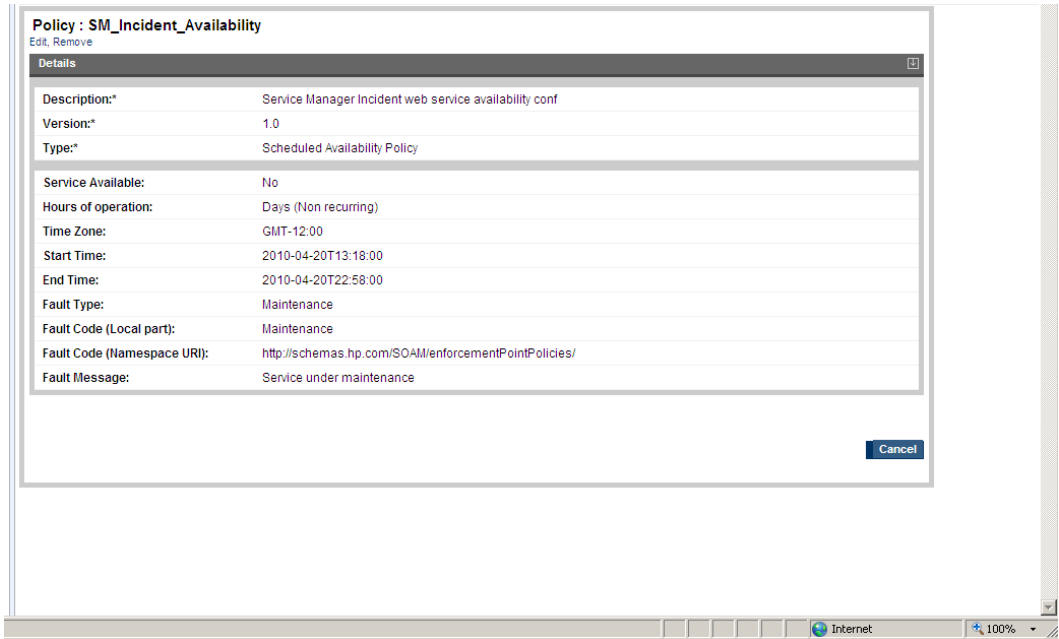 Policy : SM_Incident_Availability
Edit, Remove
Details
Description:* Service Manager Incident web service availability conf
Version:* 1.0
Type:* Scheduled Availability Policy
Service Available: No
Hours of operation: Days (Non recurring)
Time Zone: GMT-12:00
Start Time: 2010-04-20T13:18:00
End Time: 2010-04-20T22:58:00
Fault Type: Maintenance
Fault Code (Local part): Maintenance
Fault Code (Namespace URI): http://schemas.hp.com/SOAM/enforcementPointPolicies/
Fault Message: Service under maintenance
Cancel
Internet 100%